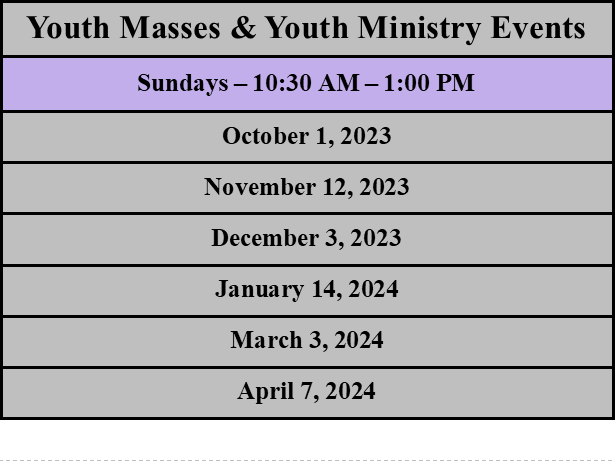 Youth Masses & Youth Ministry Events
Sundays – 10:30 AM – 1:00 PM
October 1, 2023
November 12, 2023
December 3, 2023
January 14, 2024
March 3, 2024
April 7, 2024